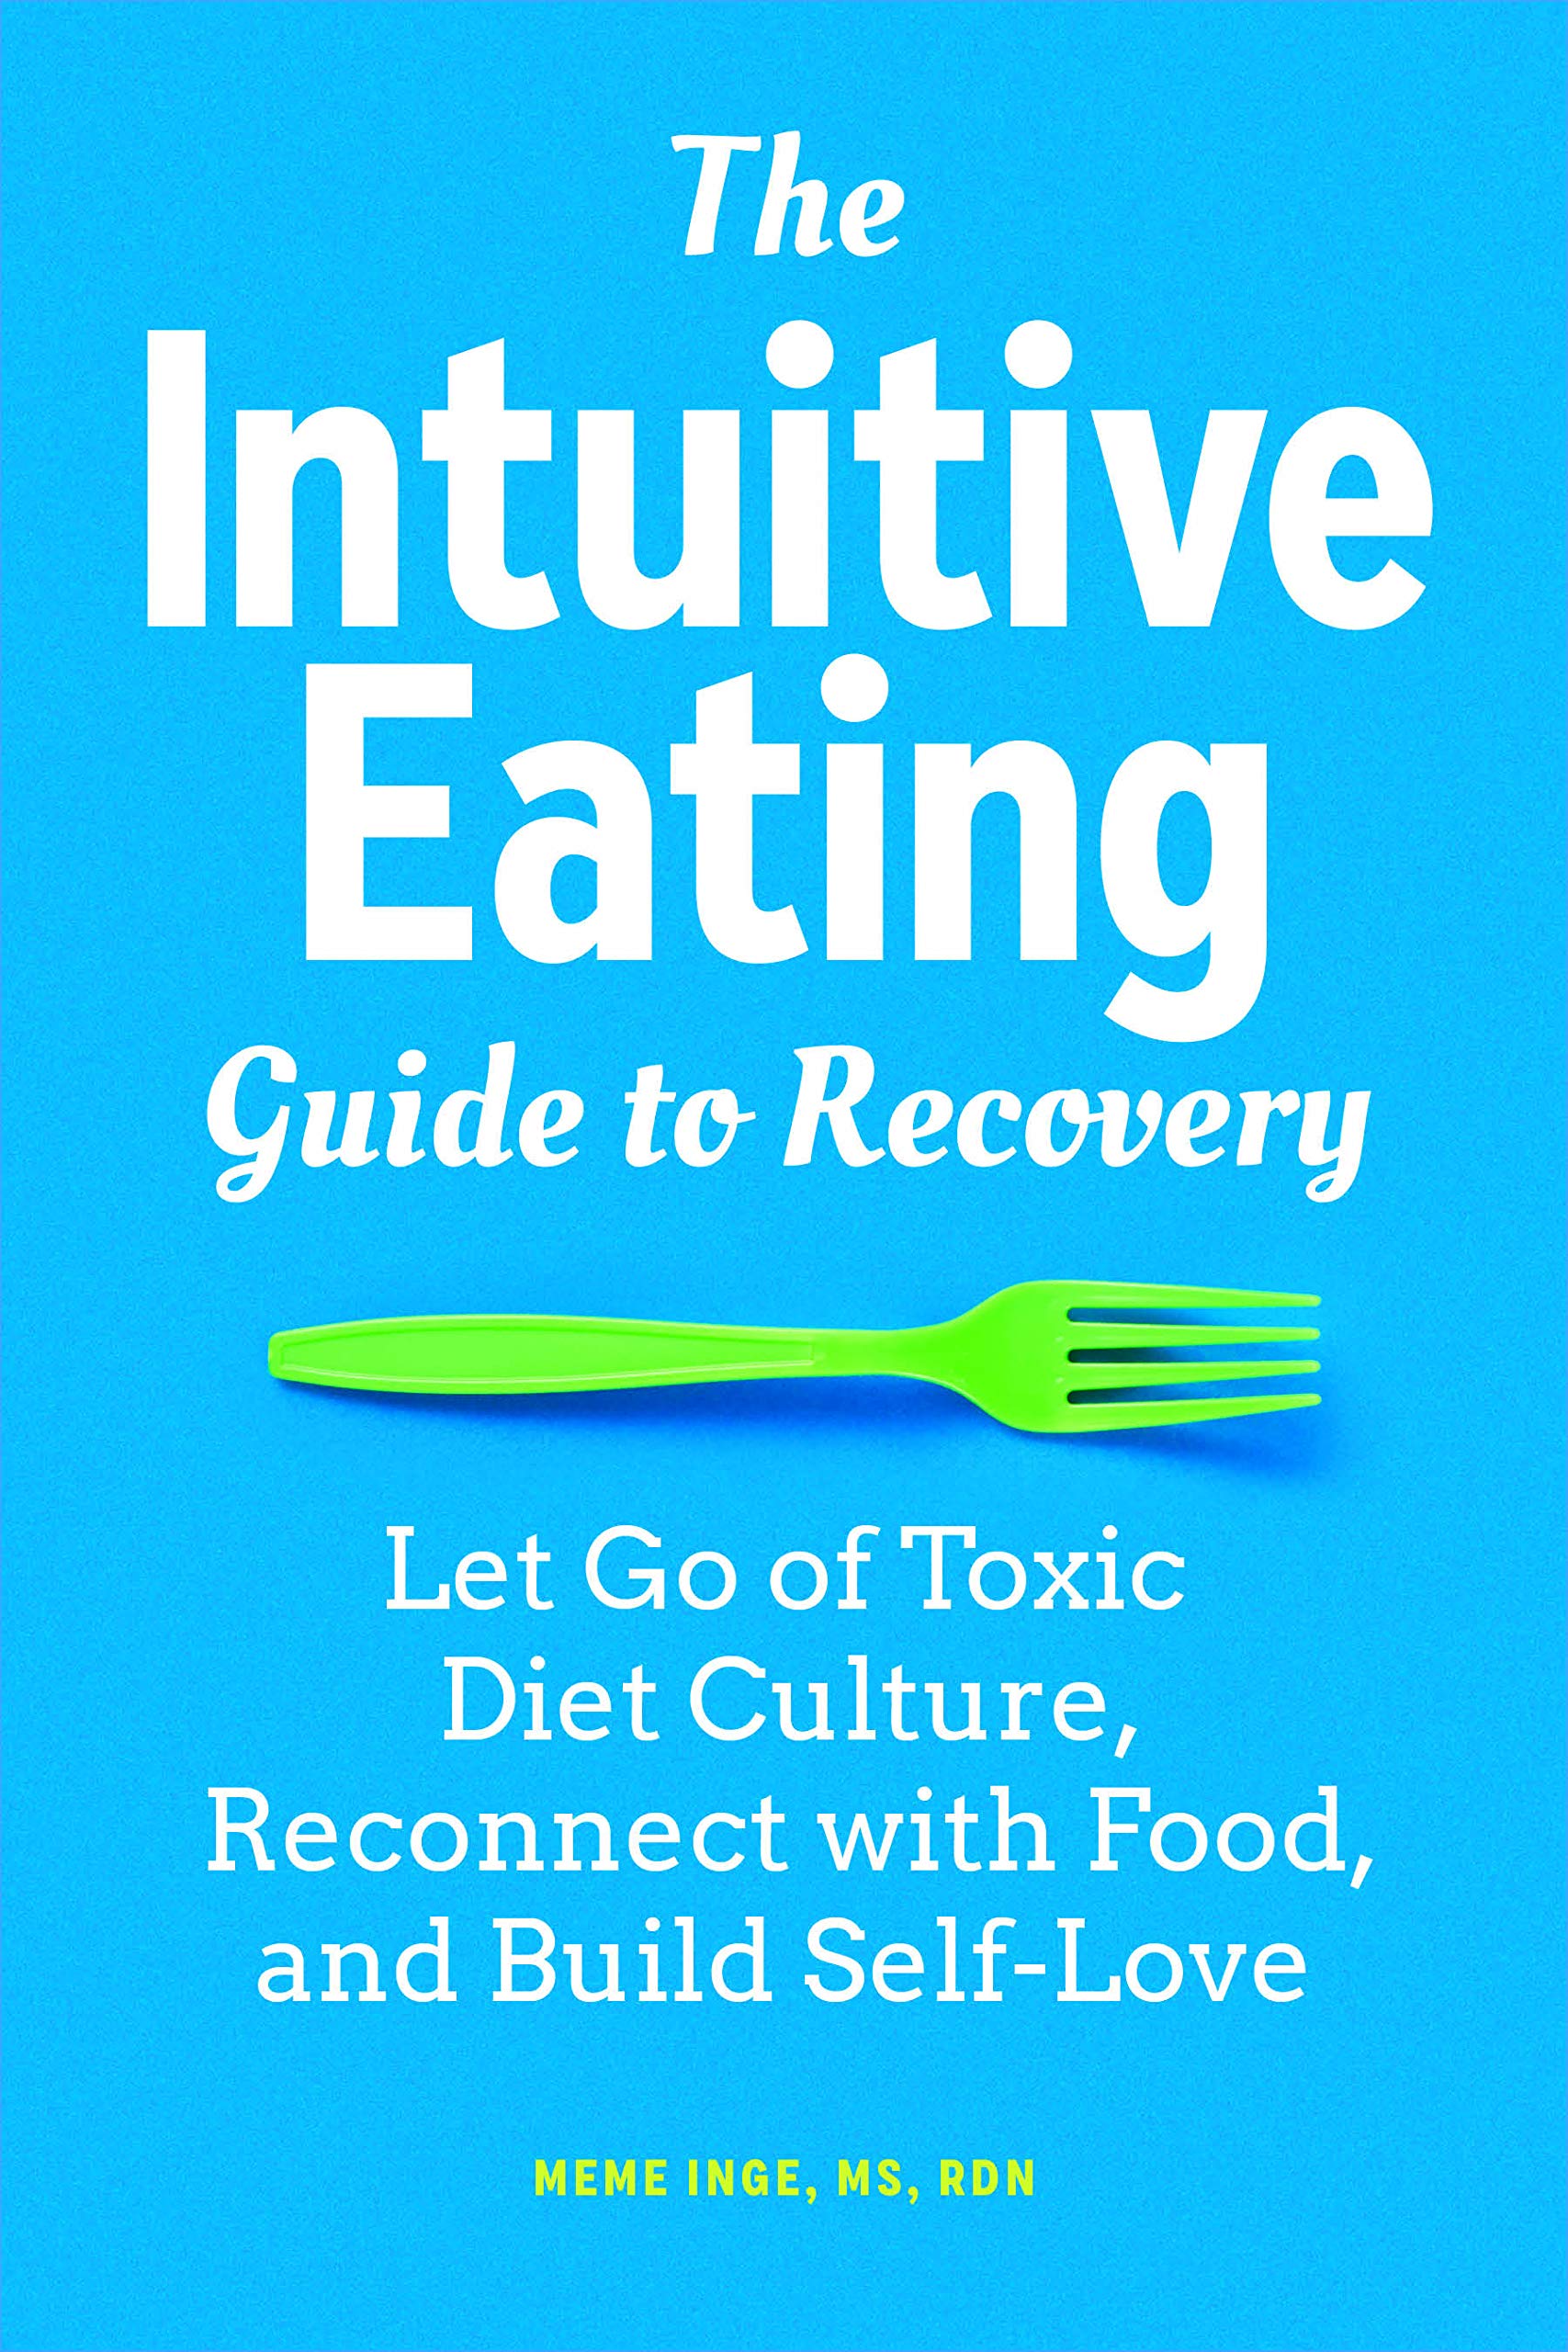 The
Intuitive
Eating
Guide to Recovery
Let Go of Toxic
Diet Culture,
Reconnect with Food,
and Build Self-Love
MEME INGE, MS, RDN